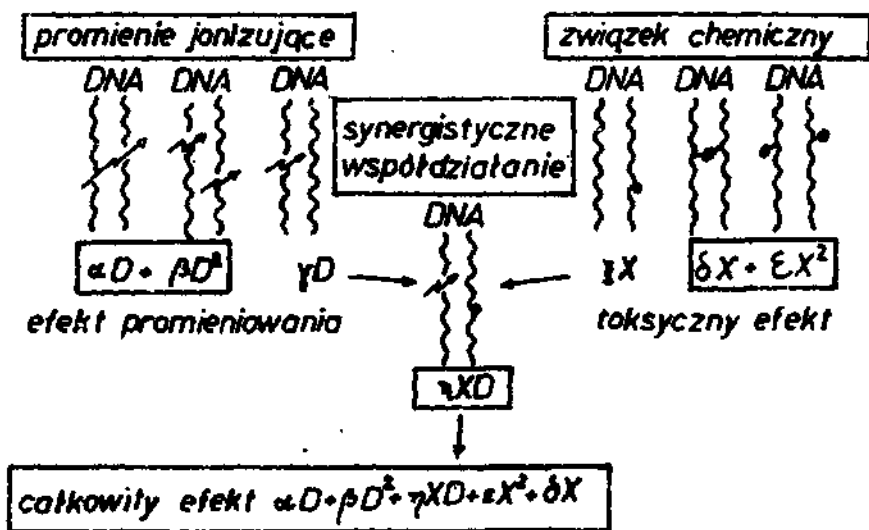 promienie jonizujące
związek chemiczny
DNA DNA DNA
DNA DNA DNA
synergistyczne
współdziałanie
DNA
αD + βD²
γD
ξX
δX + εX²
efekt promieniowania
toksyczny efekt
ηXD
całkowity efekt αD+βD²+ηXD+εX²+δX